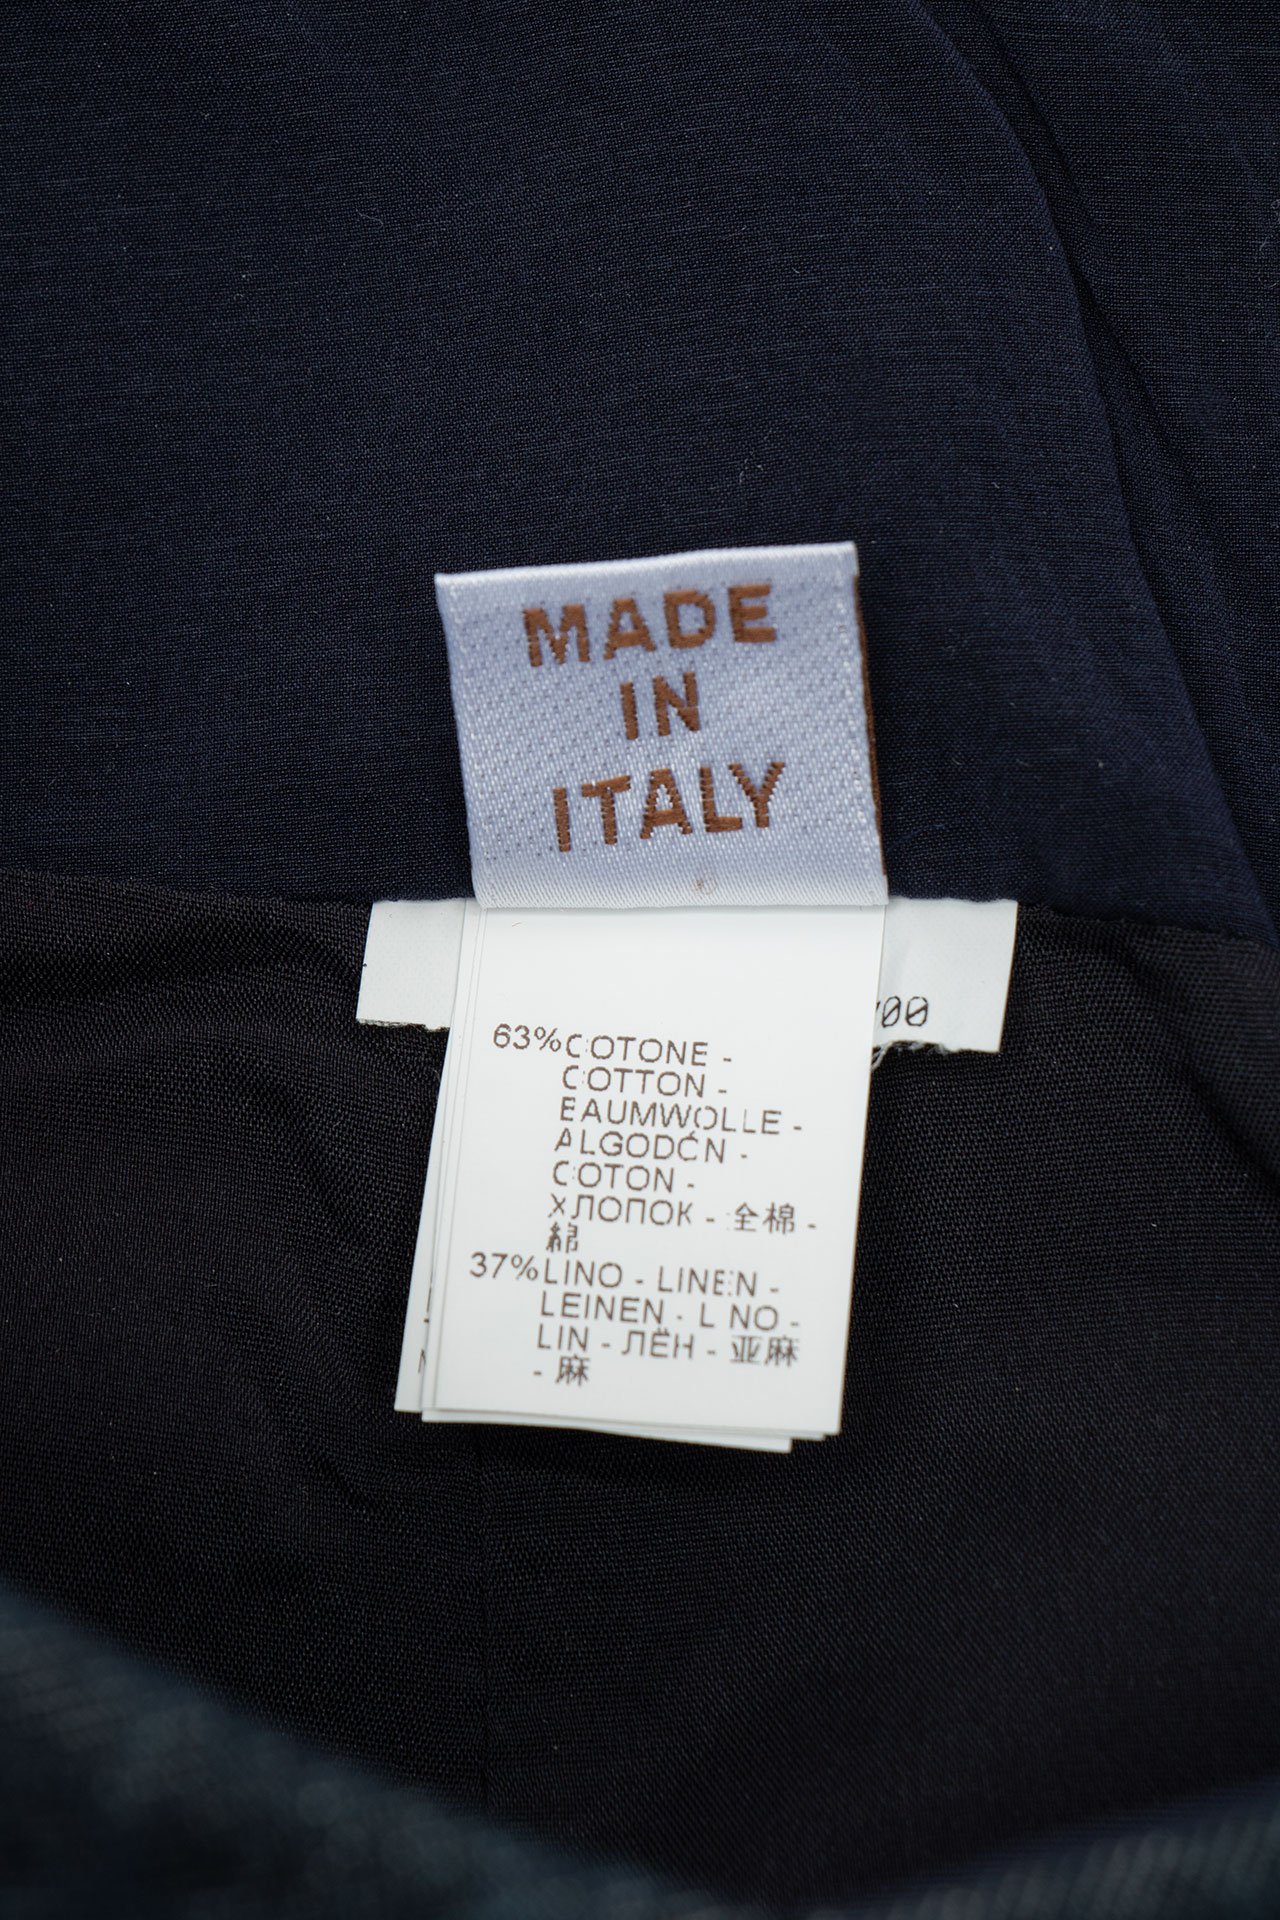 MADE
IN
ITALY
700
63%COTONE -
COTTON -
BAUMWOLLE -
ALGODÓN -
COTON -
ХЛОПОК - 全棉 -
綿
37%LINO - LINEN -
LEINEN - LINO -
LIN - ЛЁН - 亚麻
- 麻